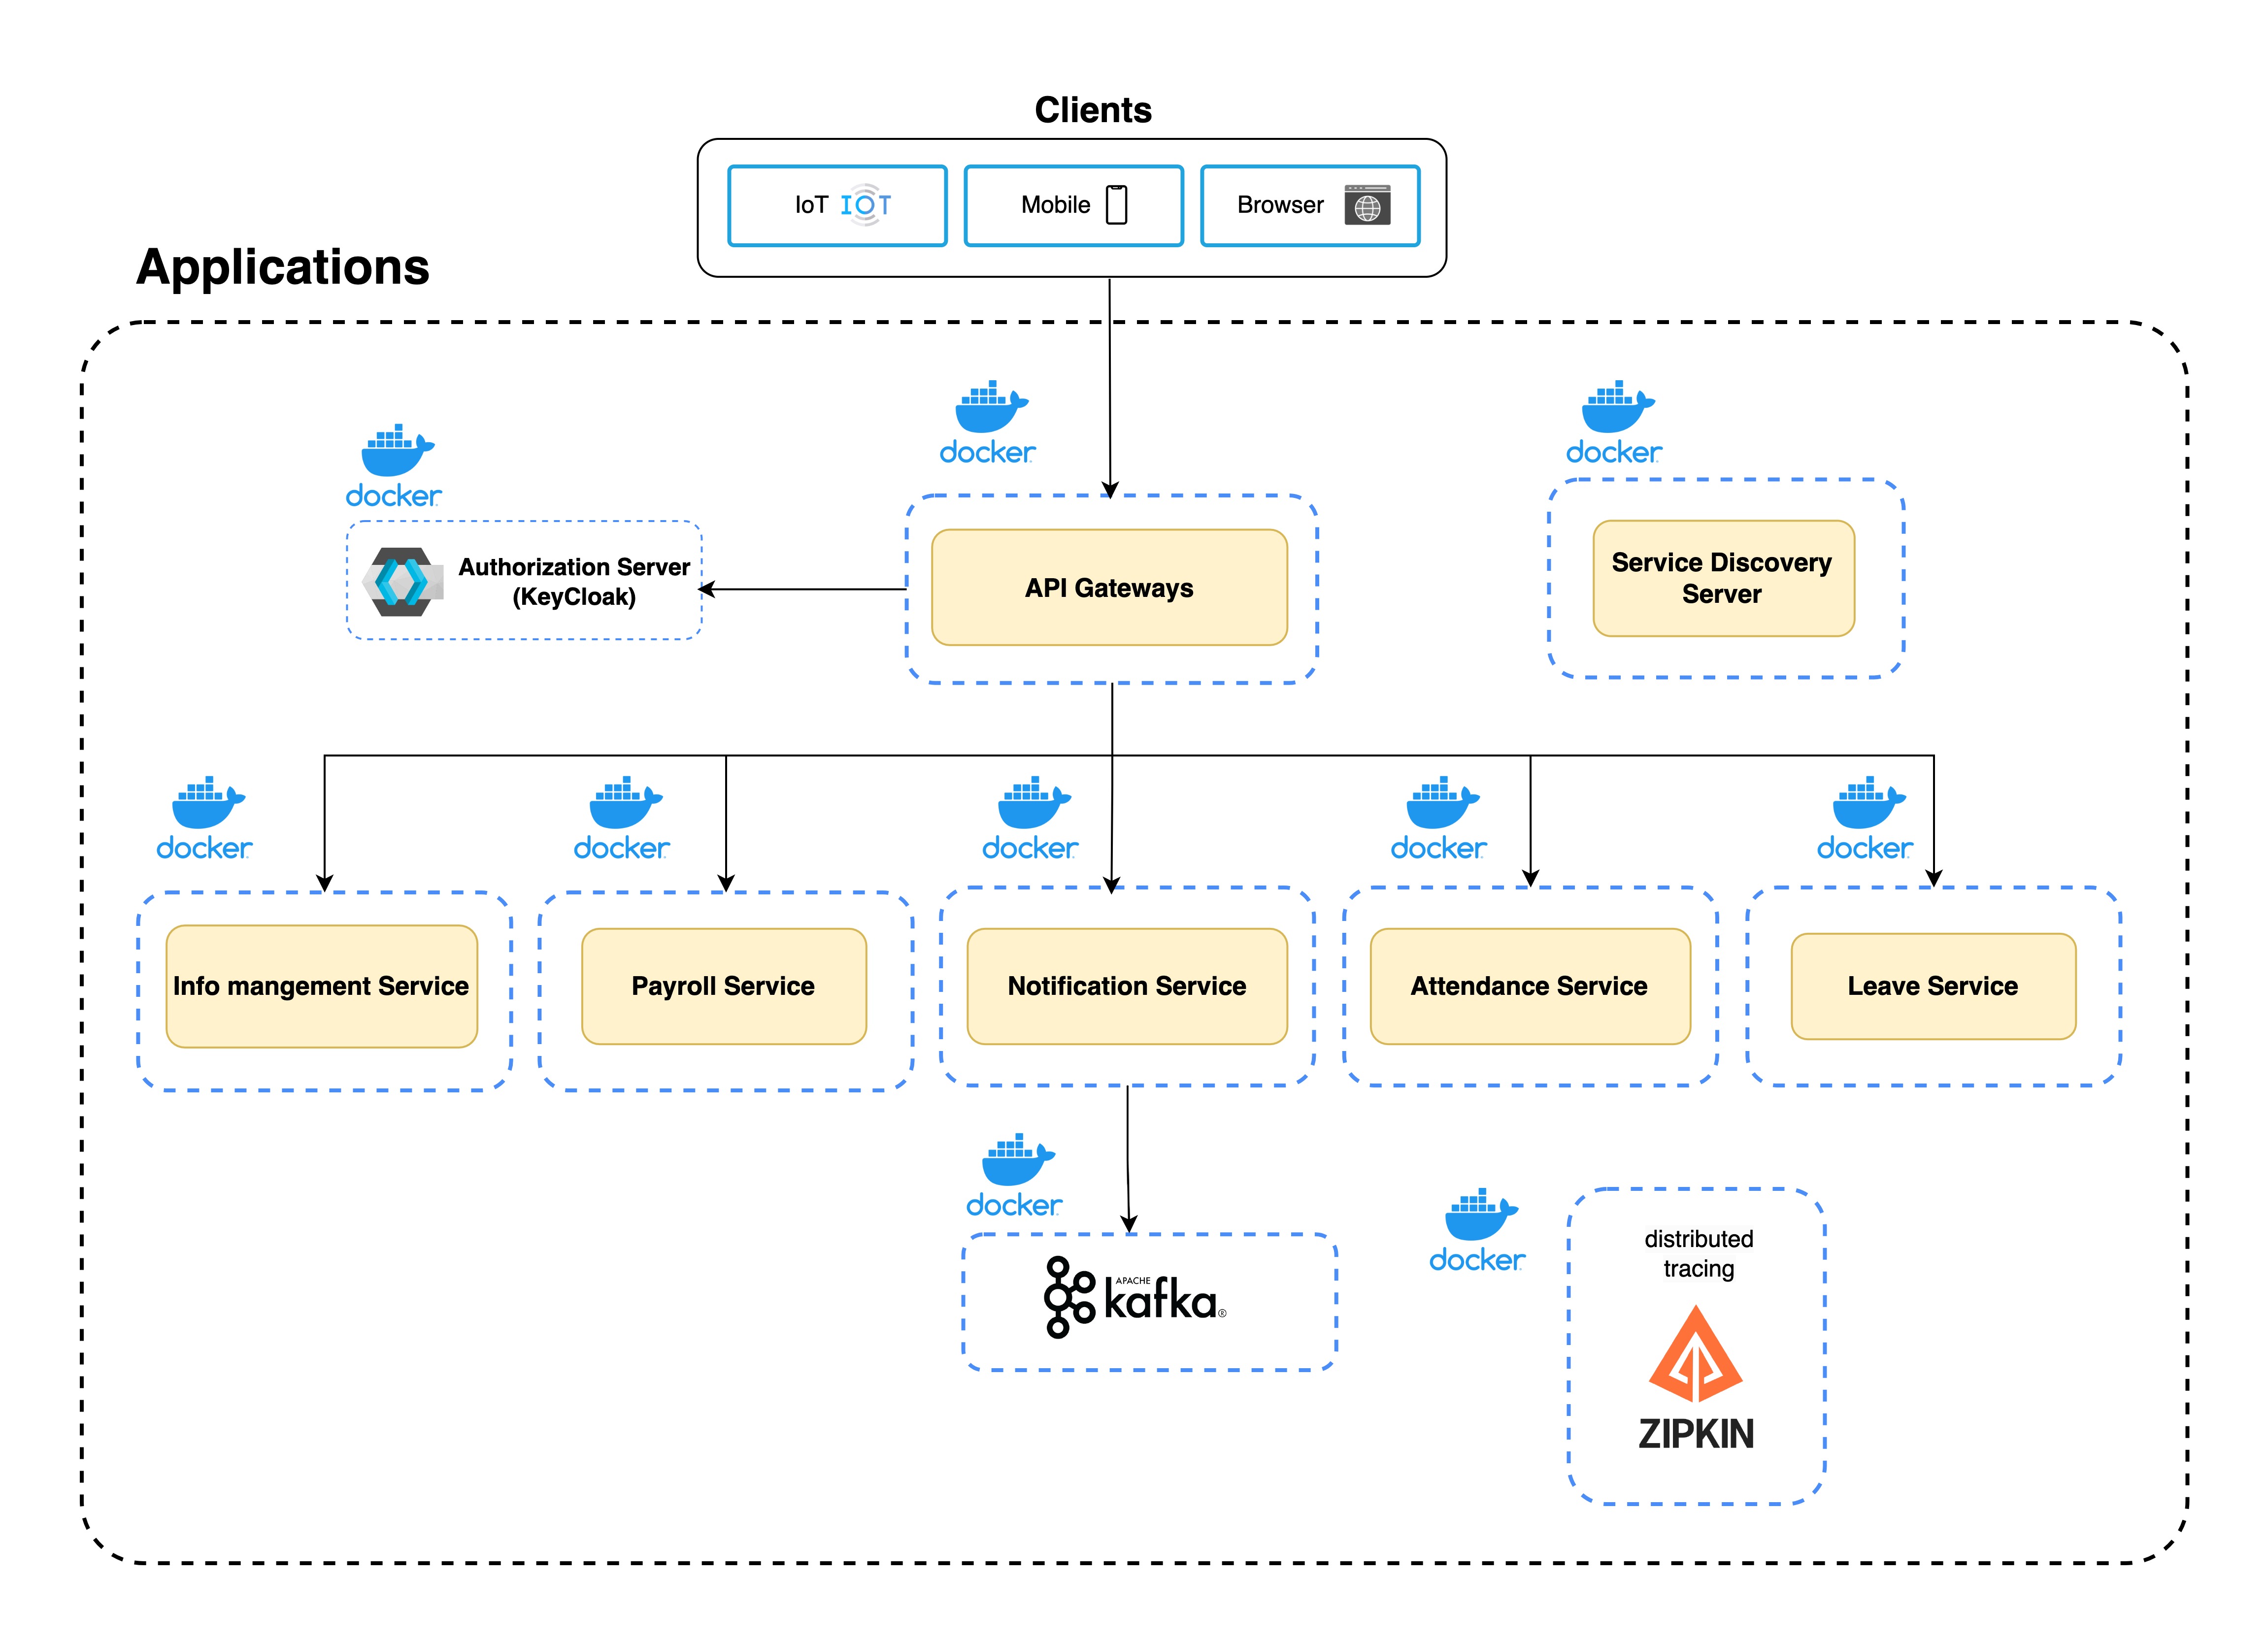 Clients
IoT IOT
Mobile
Browser
Applications
docker
docker
docker
Authorization Server
(KeyCloak)
API Gateways
Service Discovery
Server
docker
docker
docker
docker
docker
Info mangement Service
Payroll Service
Notification Service
Attendance Service
Leave Service
docker
APACHE
kafka®
docker
distributed
tracing
ZIPKIN